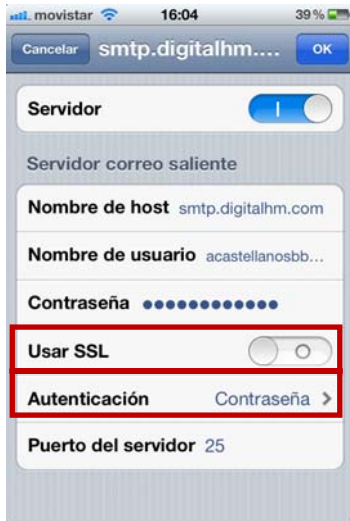 movistar 16:04 39 %
Cancelar smtp.digitalhm.... OK
Servidor
Servidor correo saliente
Nombre de host smtp.digitalhm.com
Nombre de usuario acastellanosbb...
Contraseña ●●●●●●●●●●●●
Usar SSL
Autenticación Contraseña >
Puerto del servidor 25